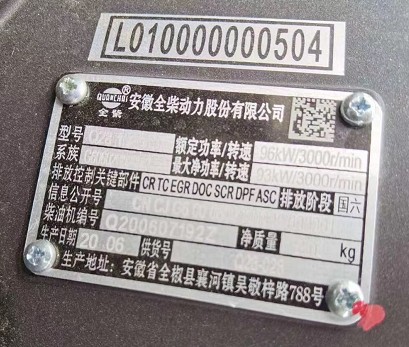 L010000000504
QUANCHAI ®
全柴
安徽全柴动力股份有限公司
型号 额定功率/转速 96kW/3000r/min
系族 最大净功率/转速 93kW/3000r/min
排放控制关键部件 CR TC EGR DOC SCR DPF ASC 排放阶段 国六
信息公开号
柴油机编号 Q200607192Z 净质量 kg
生产日期 20.06 供货号
生产地址: 安徽省全椒县襄河镇吴敬梓路788号